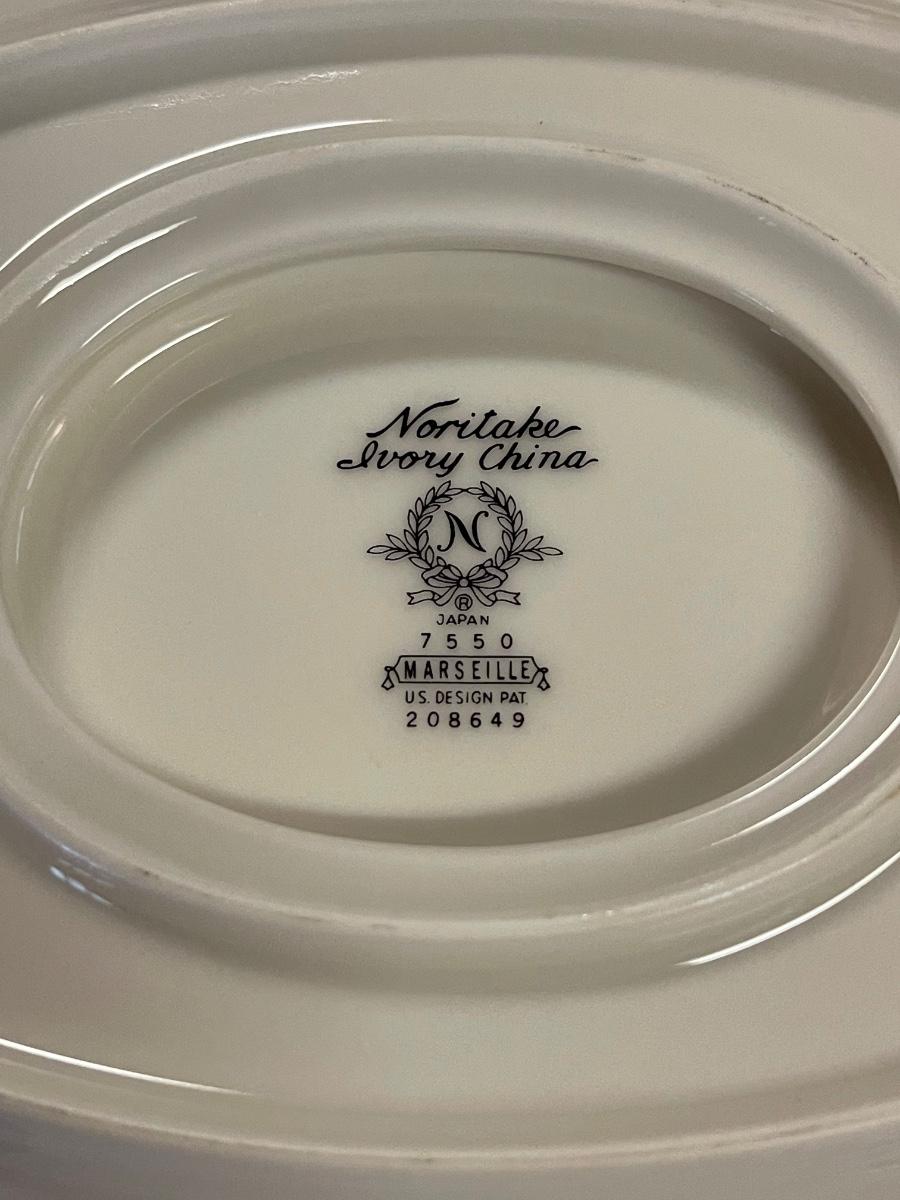 Noritake
Ivory China
N
®
JAPAN
7550
MARSEILLE
U.S. DESIGN PAT.
208649